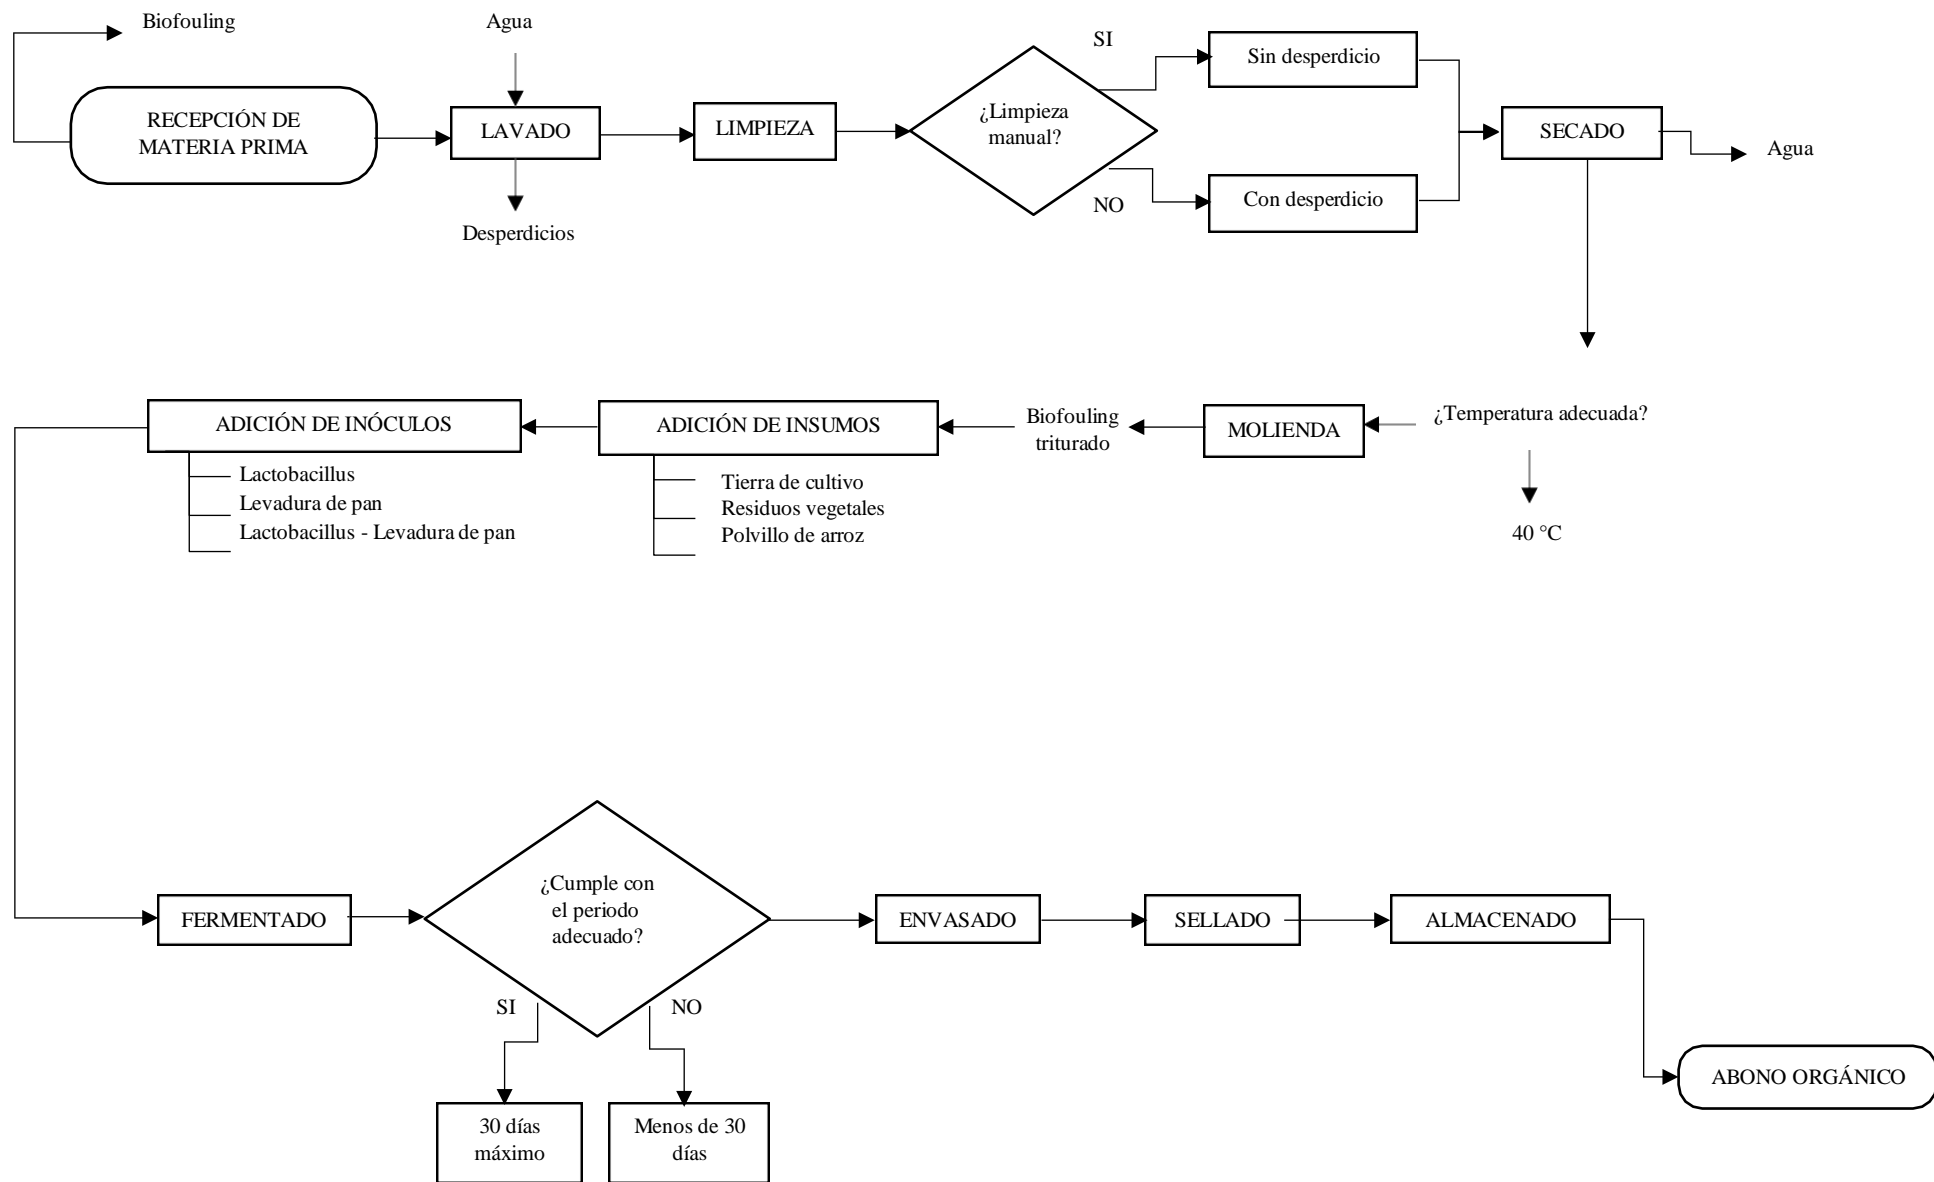 Biofouling
Agua
SI
Sin desperdicio
RECEPCIÓN DE
MATERIA PRIMA
LAVADO
LIMPIEZA
¿Limpieza
manual?
SECADO
Agua
NO
Con desperdicio
Desperdicios
ADICIÓN DE INÓCULOS
Lactobacillus
Levadura de pan
Lactobacillus - Levadura de pan
ADICIÓN DE INSUMOS
Tierra de cultivo
Residuos vegetales
Polvillo de arroz
Biofouling
triturado
MOLIENDA
¿Temperatura adecuada?
40 °C
FERMENTADO
¿Cumple con
el periodo
adecuado?
ENVASADO
SELLADO
ALMACENADO
SI
NO
30 días
máximo
Menos de 30
días
ABONO ORGÁNICO